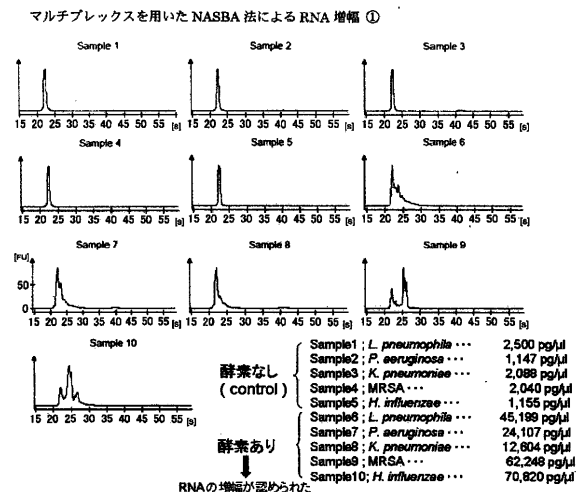 マルチプレックスを用いた NASBA 法による RNA 増幅 ①
Sample 1
Sample 2
Sample 3
15 20 25 30 35 40 45 50 55 [s]
15 20 25 30 35 40 45 50 55 [s]
15 20 25 30 35 40 45 50 55 [s]
Sample 4
Sample 5
Sample 6
15 20 25 30 35 40 45 50 55 [s]
15 20 25 30 35 40 45 50 55 [s]
15 20 25 30 35 40 45 50 55 [s]
Sample 7
Sample 8
Sample 9
[FU]
50
0
15 20 25 30 35 40 45 50 55 [s]
15 20 25 30 35 40 45 50 55 [s]
15 20 25 30 35 40 45 50 55 [s]
Sample 10
15 20 25 30 35 40 45 50 55 [s]
酵素なし
( control )
Sample1 ; L. pneumophila ··· 2,500 pg/μl
Sample2 ; P. aeruginosa ··· 1,147 pg/μl
Sample3 ; K. pneumoniae ··· 2,088 pg/μl
Sample4 ; MRSA ··· 2,040 pg/μl
Sample5 ; H. influenzae ··· 1,155 pg/μl
酵素あり
Sample6 ; L. pneumophila ··· 45,199 pg/μl
Sample7 ; P. aeruginosa ··· 24,107 pg/μl
Sample8 ; K. pneumoniae ··· 12,604 pg/μl
Sample9 ; MRSA ··· 62,248 pg/μl
Sample10; H. influenzae ··· 70,820 pg/μl
RNAの増幅が認められた